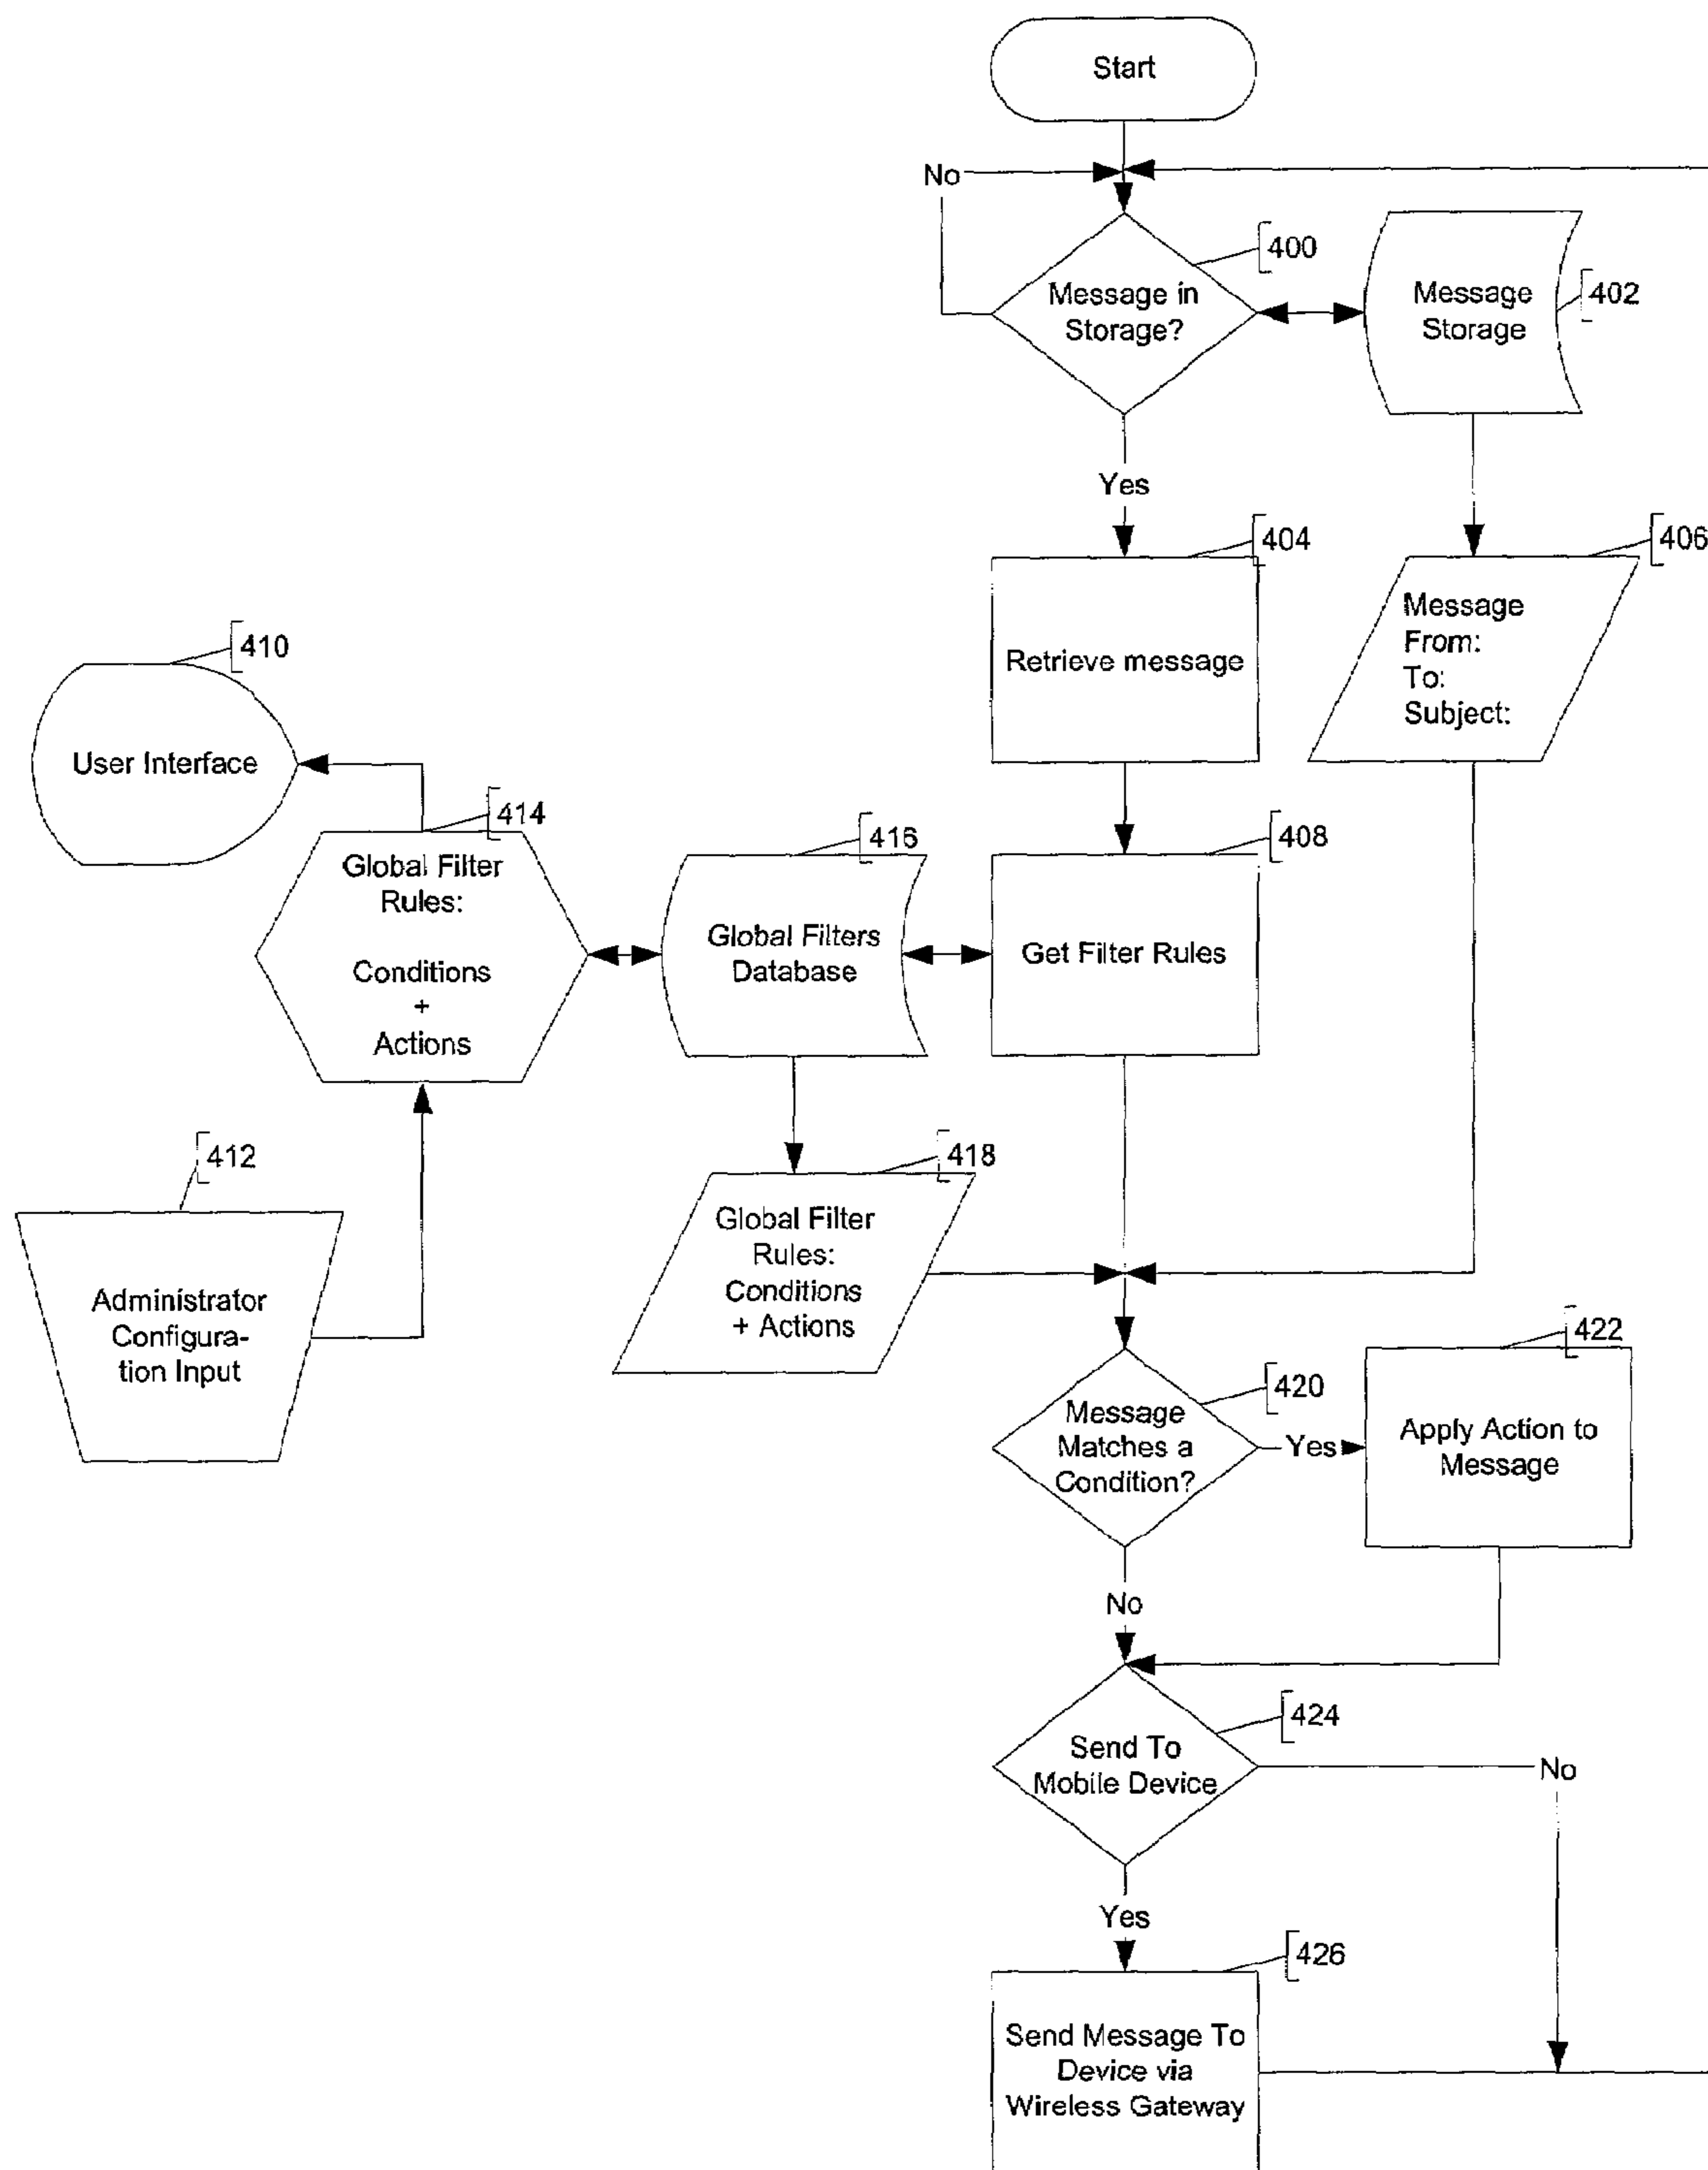 Start
No
400
Message in
Storage?
Message
Storage
402
Yes
404
406
Retrieve message
Message
From:
To:
Subject:
410
User Interface
414
Global Filter
Rules:
Conditions
+
Actions
416
Global Filters
Database
408
Get Filter Rules
412
Administrator
Configura-
tion Input
418
Global Filter
Rules:
Conditions
+ Actions
420
Message
Matches a
Condition?
Yes
422
Apply Action to
Message
No
424
Send To
Mobile Device
No
Yes
426
Send Message To
Device via
Wireless Gateway